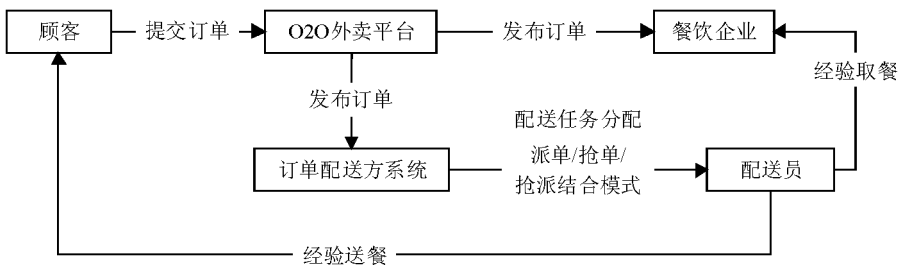 顾客
提交订单
O2O外卖平台
发布订单
餐饮企业
经验取餐
发布订单
配送任务分配
订单配送方系统
派单/抢单/
抢派结合模式
配送员
经验送餐